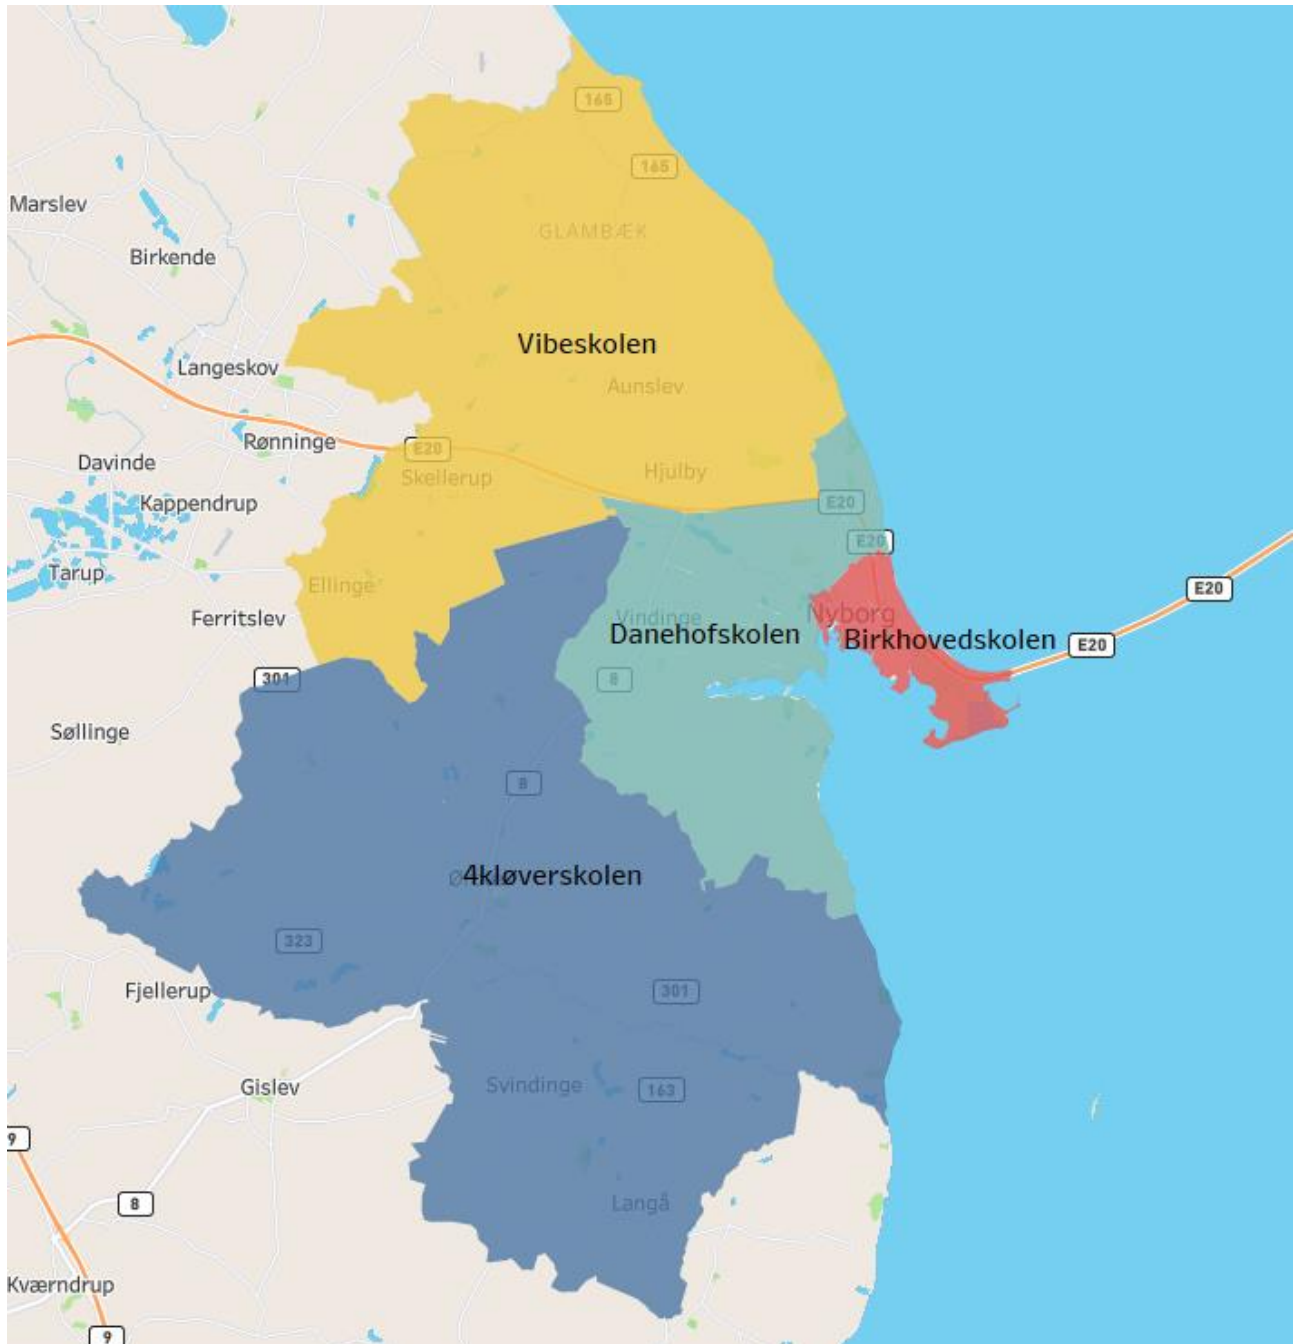 165
165
Marslev
GLAMBÆK
Birkende
Vibeskolen
Langeskov
Aunslev
Rønninge
E20
Davinde
Skellerup
Hjulby
Kappendrup
E20
E20
Tarup
Ellinge
E20
Ferritslev
Vindinge
Nyborg
Danehofskolen
Birkhovedskolen
E20
301
8
Søllinge
8
4kløverskolen
323
Fjellerup
301
Gislev
Svindinge
163
9
8
Langå
Kværndrup
9